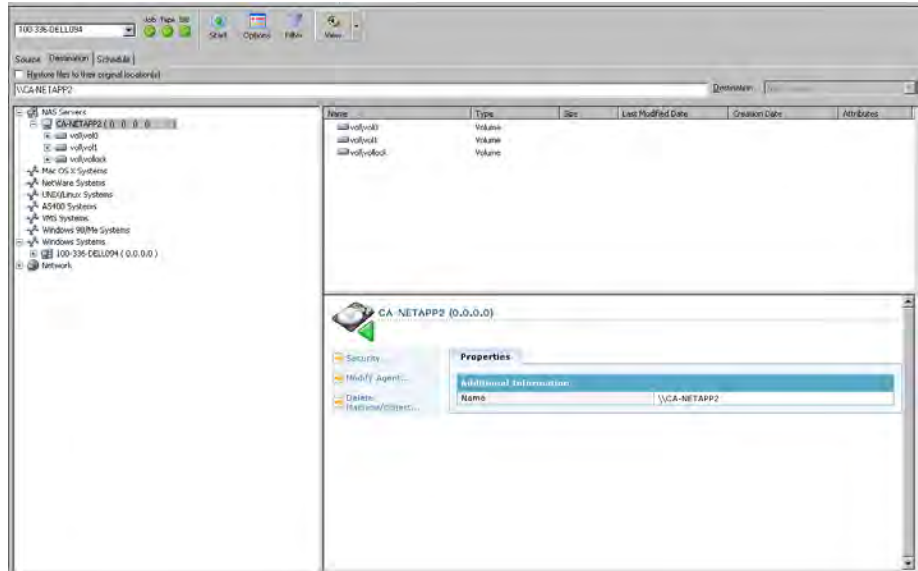 Job Tape DB
100-336-DELL094
Start Options Filter View
Source Destination Schedule
Restore files to their original location(s)
\\CA-NETAPP2
Destination
NAS Servers
CA-NETAPP2 ( 0 . 0 . 0 . 0
vol\vol0
vol\vol1
vol\vollock
Mac OS X Systems
NetWare Systems
UNIX/Linux Systems
AS400 Systems
VMS Systems
Windows 98/Me Systems
Windows Systems
100-336-DELL094 ( 0.0.0.0 )
Network
Name Type Size Last Modified Date Creation Date Attributes
vol\vol0 Volume
vol\vol1 Volume
vol\vollock Volume
CA-NETAPP2 (0.0.0.0)
Security...
Modify Agent...
Delete
Machine/Object...
Properties
Additional Information
Name \\CA-NETAPP2